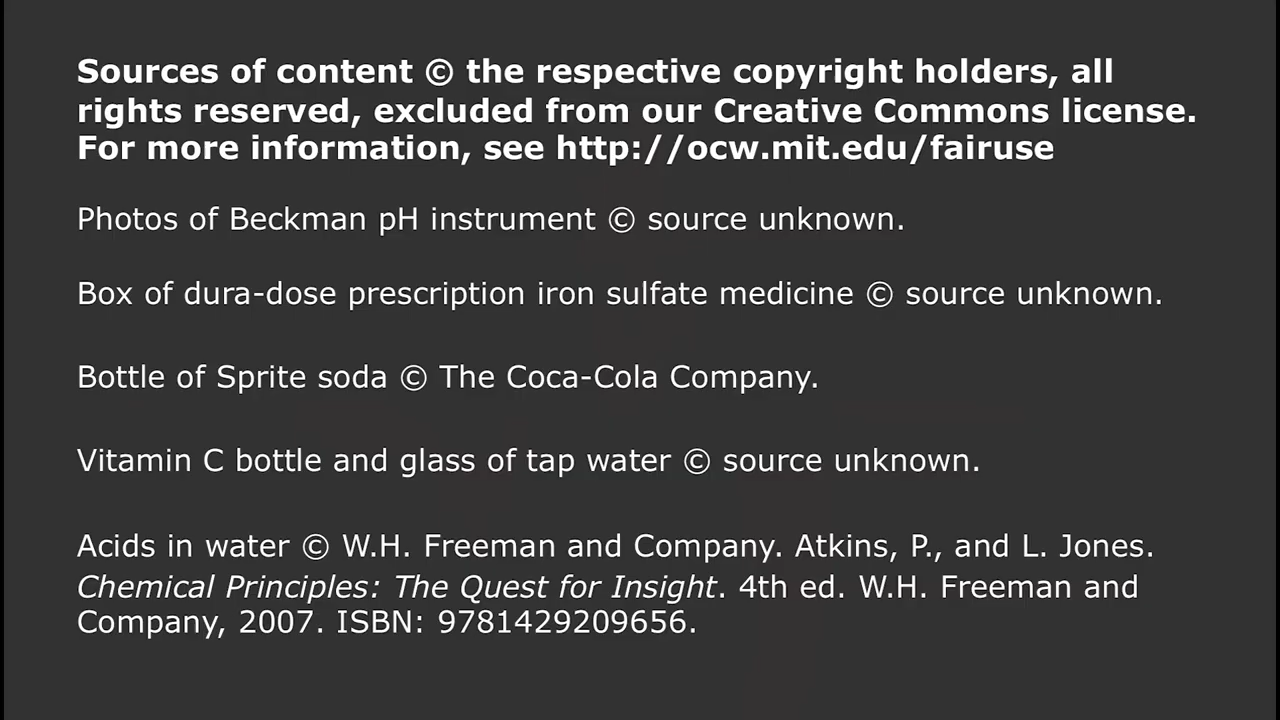 Sources of content © the respective copyright holders, all
rights reserved, excluded from our Creative Commons license.
For more information, see http://ocw.mit.edu/fairuse
Photos of Beckman pH instrument © source unknown.
Box of dura-dose prescription iron sulfate medicine © source unknown.
Bottle of Sprite soda © The Coca-Cola Company.
Vitamin C bottle and glass of tap water © source unknown.
Acids in water © W.H. Freeman and Company. Atkins, P., and L. Jones.
Chemical Principles: The Quest for Insight. 4th ed. W.H. Freeman and
Company, 2007. ISBN: 9781429209656.